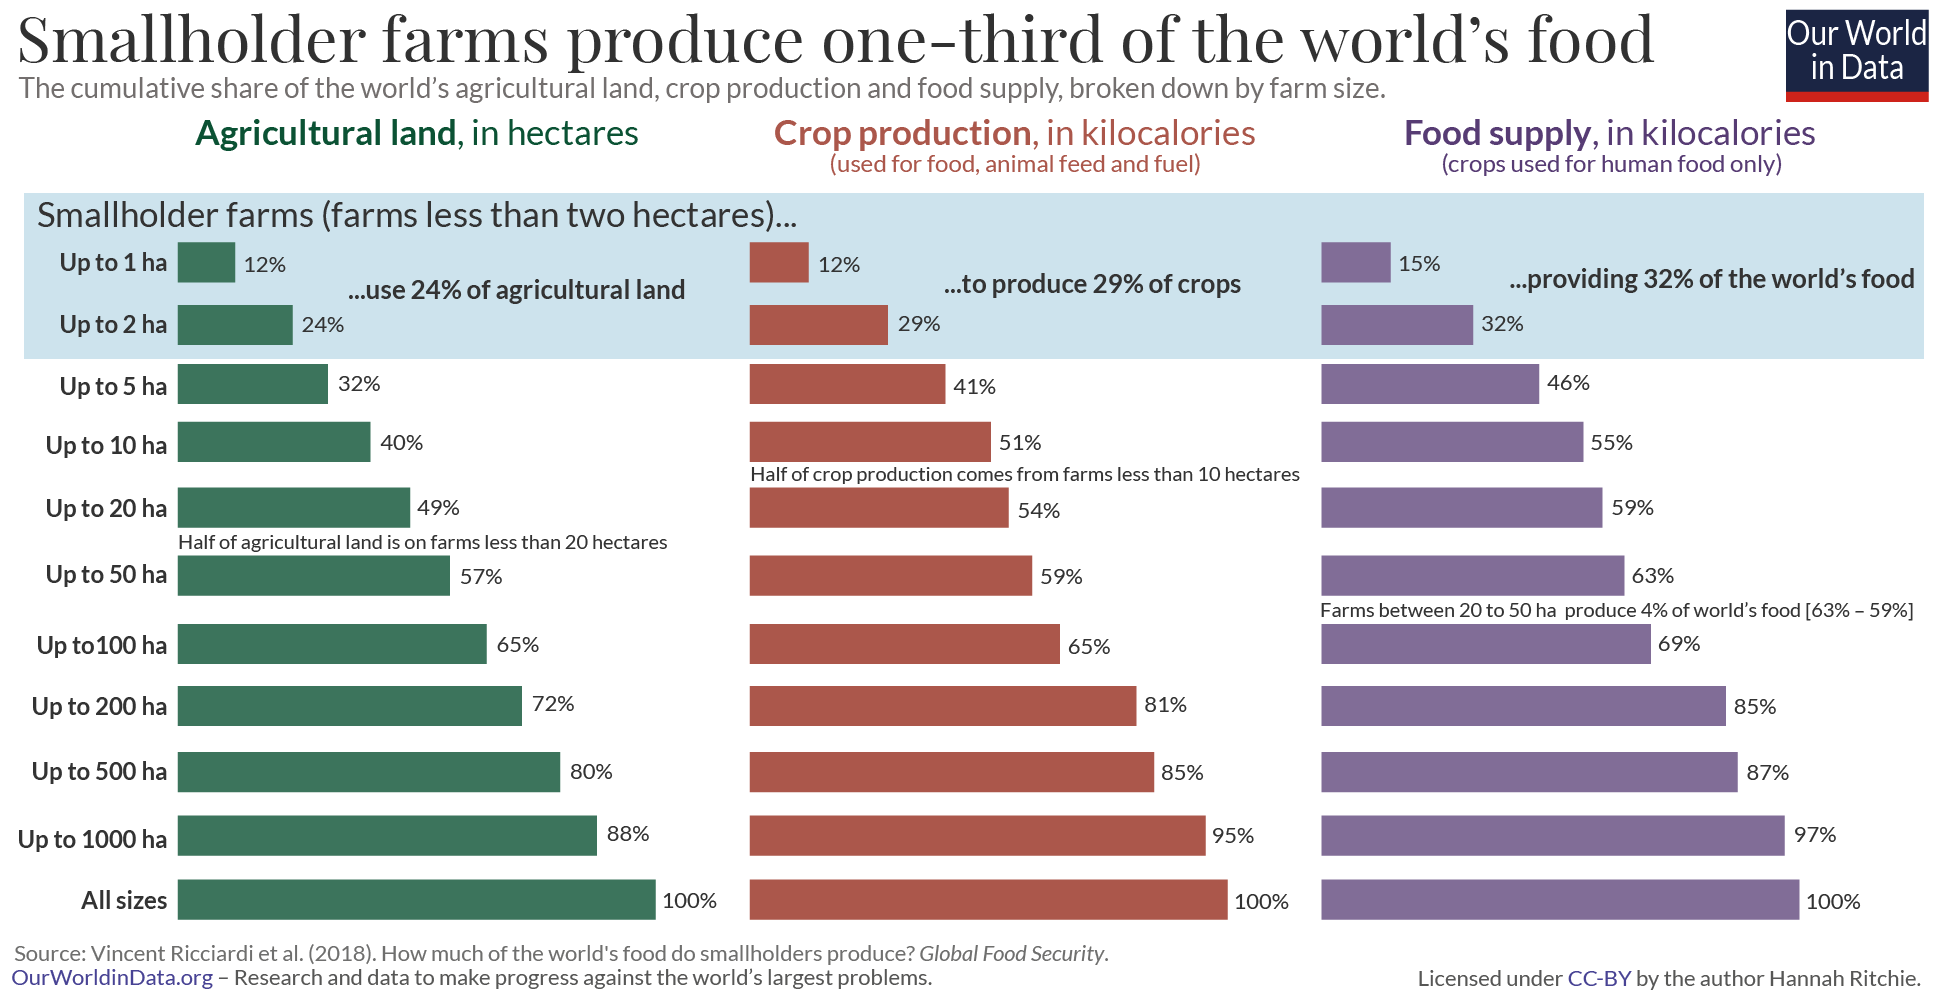 Smallholder farms produce one-third of the world’s food
Our World
in Data
The cumulative share of the world’s agricultural land, crop production and food supply, broken down by farm size.
Agricultural land, in hectares
Crop production, in kilocalories
(used for food, animal feed and fuel)
Food supply, in kilocalories
(crops used for human food only)
Smallholder farms (farms less than two hectares)...
Up to 1 ha 12% 12% 15%
...use 24% of agricultural land ...to produce 29% of crops ...providing 32% of the world’s food
Up to 2 ha 24% 29% 32%
Up to 5 ha 32% 41% 46%
Up to 10 ha 40% 51% 55%
Half of crop production comes from farms less than 10 hectares
Up to 20 ha 49% 54% 59%
Half of agricultural land is on farms less than 20 hectares
Up to 50 ha 57% 59% 63%
Farms between 20 to 50 ha  produce 4% of world’s food [63% – 59%]
Up to100 ha 65% 65% 69%
Up to 200 ha 72% 81% 85%
Up to 500 ha 80% 85% 87%
Up to 1000 ha 88% 95% 97%
All sizes 100% 100% 100%
Source: Vincent Ricciardi et al. (2018). How much of the world's food do smallholders produce? Global Food Security.
OurWorldinData.org – Research and data to make progress against the world’s largest problems.
Licensed under CC-BY by the author Hannah Ritchie.